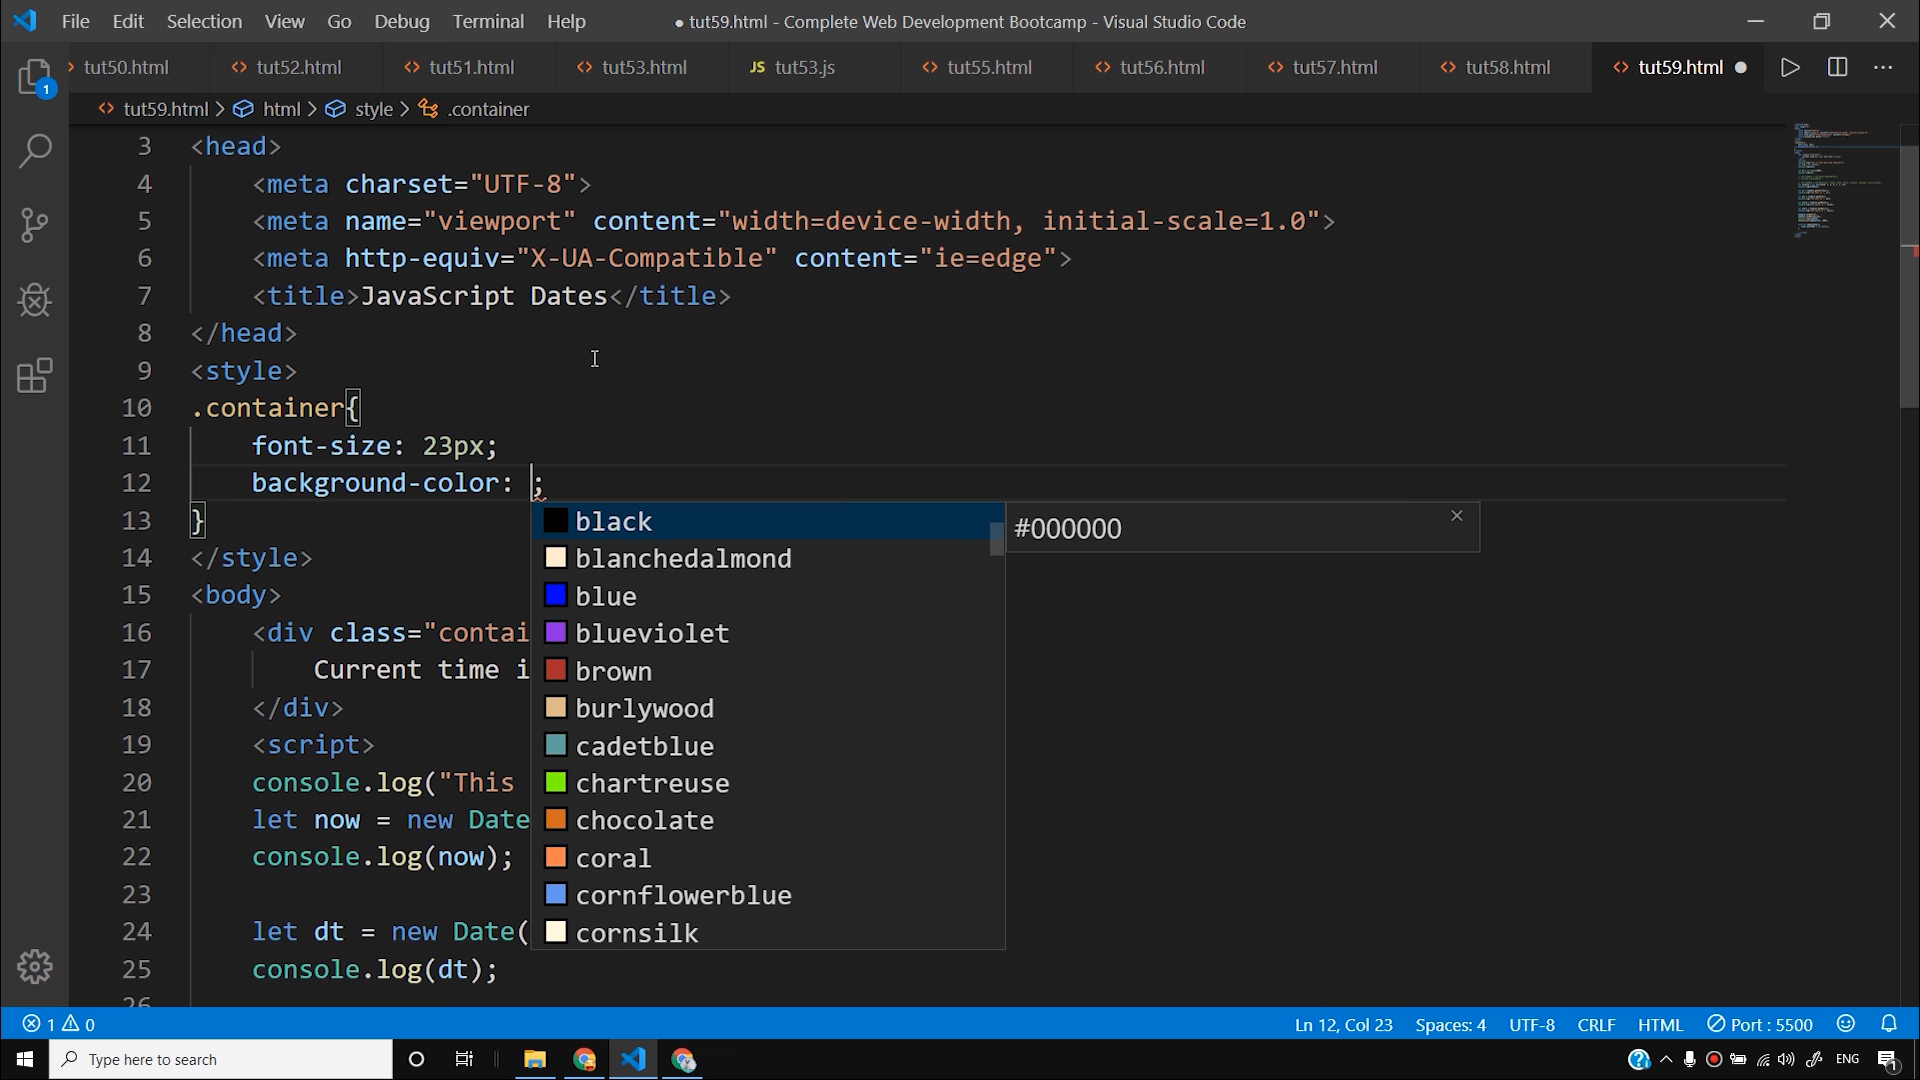 File Edit Selection View Go Debug Terminal Help
● tut59.html - Complete Web Development Bootcamp - Visual Studio Code
tut50.html tut52.html tut51.html tut53.html JS tut53.js tut55.html tut56.html tut57.html tut58.html tut59.html
1
tut59.html > html > style > .container
3 <head>
4 <meta charset="UTF-8">
5 <meta name="viewport" content="width=device-width, initial-scale=1.0">
6 <meta http-equiv="X-UA-Compatible" content="ie=edge">
7 <title>JavaScript Dates</title>
8 </head>
9 <style>
10 .container{
11 font-size: 23px;
12 background-color: ;
13 }
14 </style>
15 <body>
16 <div class="contai
17 Current time i
18 </div>
19 <script>
20 console.log("This
21 let now = new Date
22 console.log(now);
23
24 let dt = new Date(
25 console.log(dt);
26
black
#000000
blanchedalmond
blue
blueviolet
brown
burlywood
cadetblue
chartreuse
chocolate
coral
cornflowerblue
cornsilk
1 0 Ln 12, Col 23 Spaces: 4 UTF-8 CRLF HTML Port : 5500
Type here to search
ENG
1